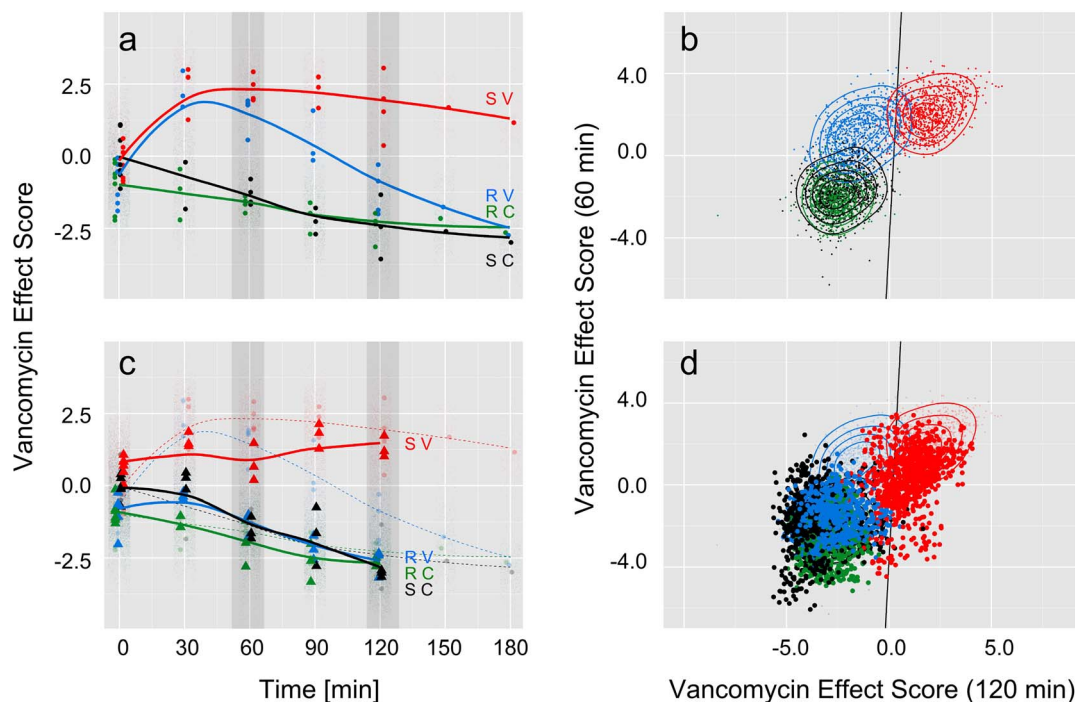 a
b
Vancomycin Effect Score
2.5
0.0
-2.5
S V
R V
R C
S C
Vancomycin Effect Score (60 min)
4.0
0.0
-4.0
c
d
2.5
0.0
-2.5
S V
R V
R C
S C
4.0
0.0
-4.0
0 30 60 90 120 150 180
-5.0 0.0 5.0
Time [min]
Vancomycin Effect Score (120 min)